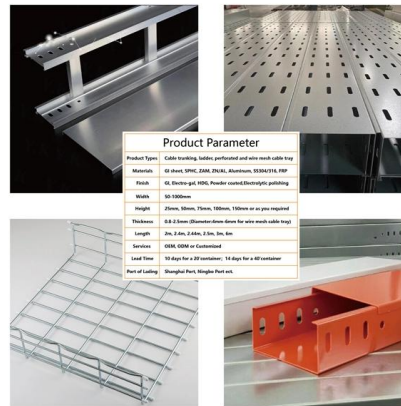 Product Parameter
Product Types Cable trunking, ladder, perforated and wire mesh cable tray
Materials GI sheet, SPHC, ZAM, ZN/AL, Aluminum, SS304/316, FRP
Finish GI, Electro-gal, HDG, Powder coated,Electrolytic polishing
Width 50-1000mm
Height 25mm, 50mm, 75mm, 100mm, 150mm or as you required
Thickness 0.8-2.5mm (Diameter:4mm-6mm for wire mesh cable tray)
Length 2m, 2.4m, 2.44m, 2.5m, 3m, 6m
Services OEM, ODM or Customized
Lead Time 10 days for a 20'container; 14 days for a 40'container
Port of Lading Shanghai Port, Ningbo Port ect.